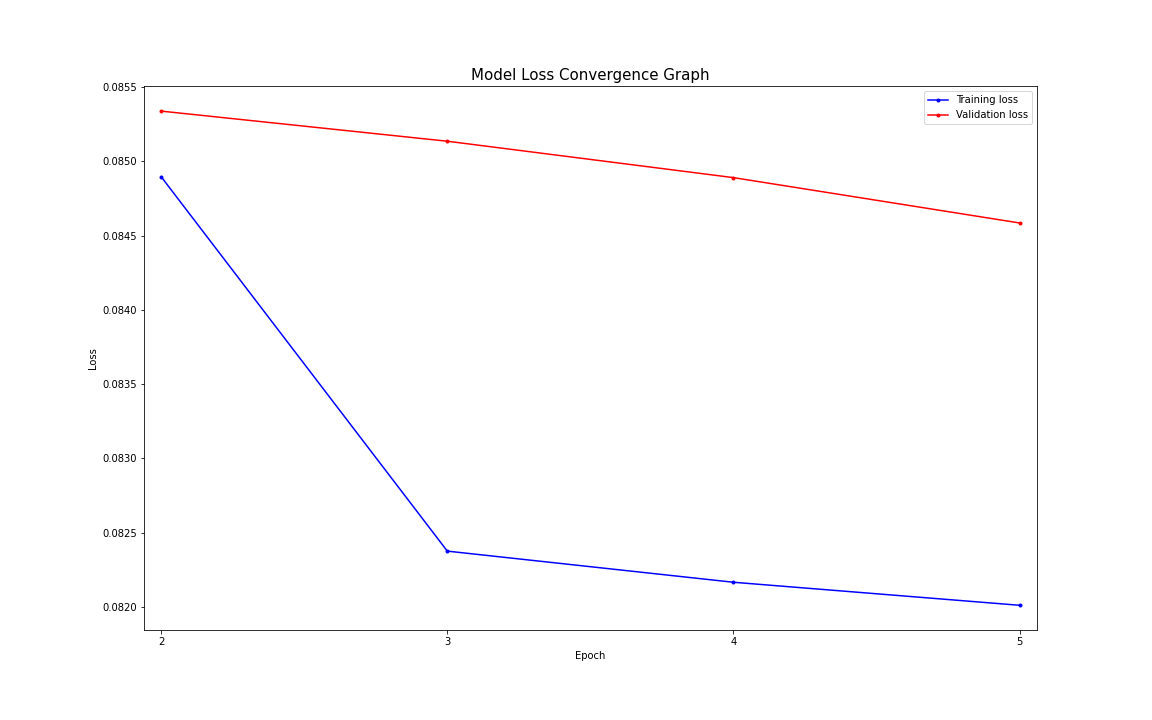 Model Loss Convergence Graph
Training loss
Validation loss
0.0855
0.0850
0.0845
0.0840
0.0835
0.0830
0.0825
0.0820
Loss
2
3
4
5
Epoch